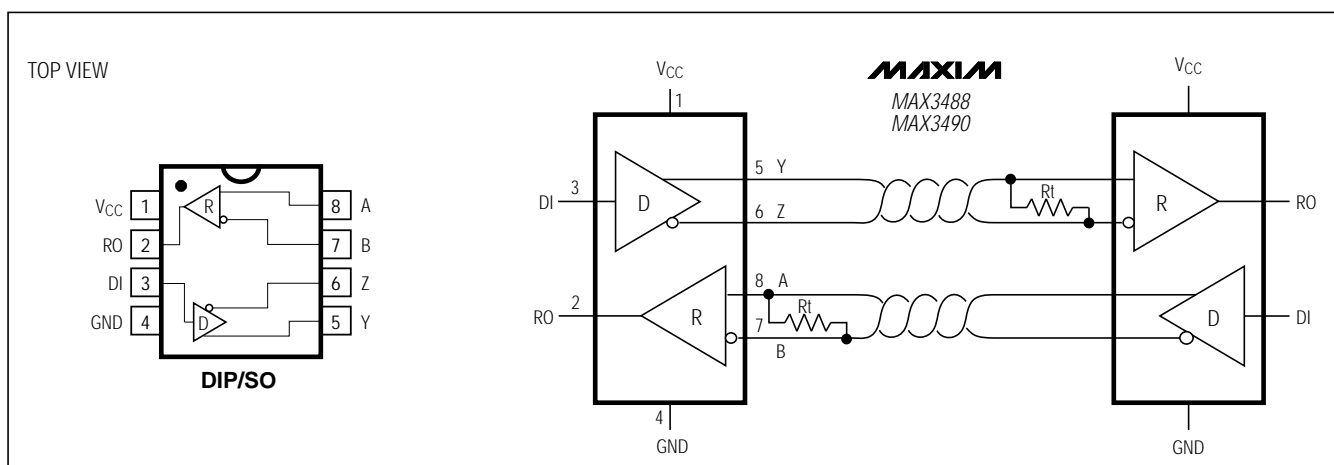 TOP VIEW
VCC 1
RO 2
DI 3
GND 4
8 A
7 B
6 Z
5 Y
R
D
DIP/SO
MAXIM
MAX3488
MAX3490
VCC
1
DI 3
D
5 Y
6 Z
Rt
R
RO
VCC
RO 2
R
8 A
Rt
7
B
D
DI
4
GND
GND